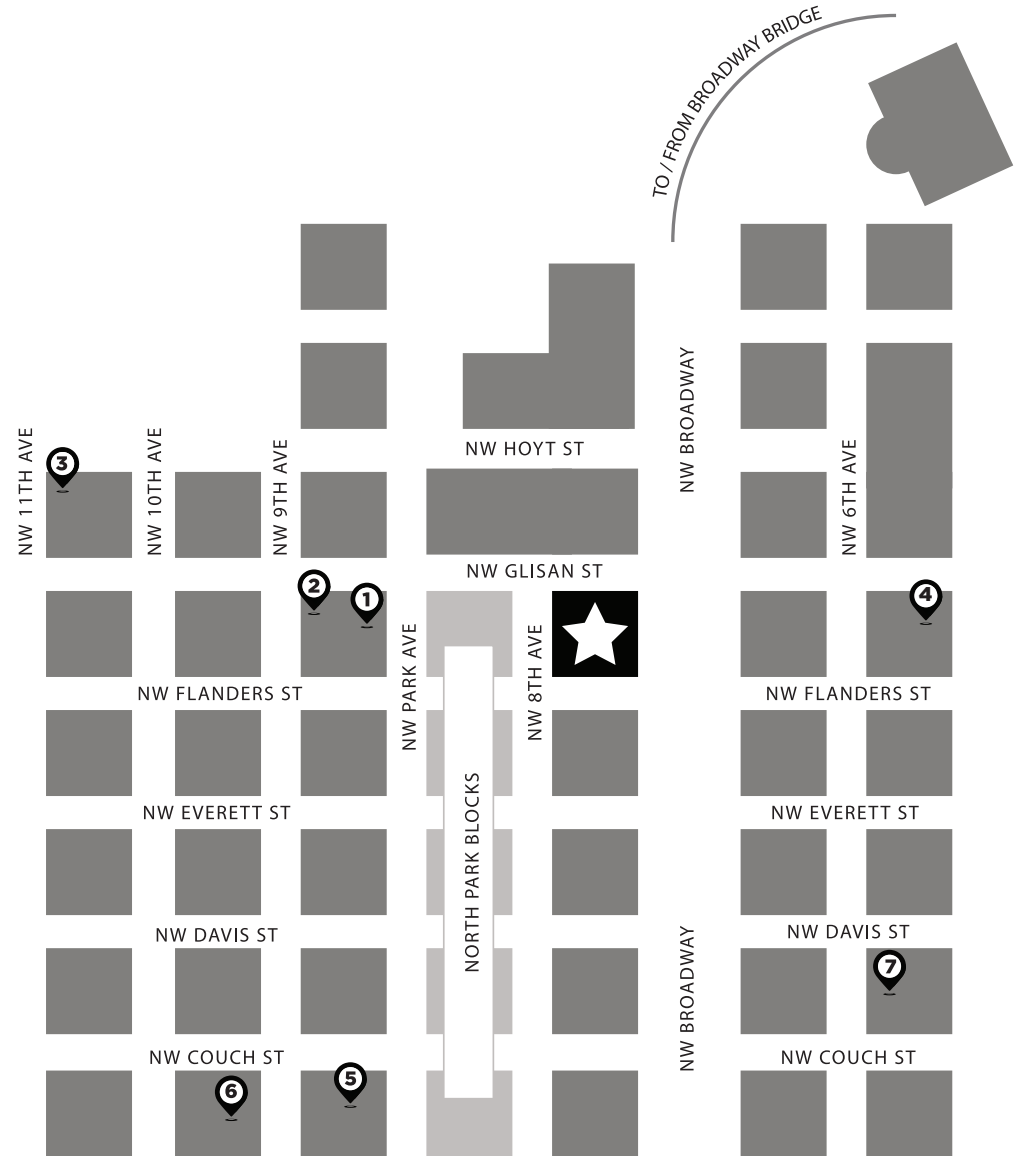 TO / FROM BROADWAY BRIDGE
NW BROADWAY
NW 11TH AVE
NW 10TH AVE
NW 9TH AVE
NW HOYT ST
NW 6TH AVE
3
NW GLISAN ST
2
1
4
NW PARK AVE
NW 8TH AVE
NW FLANDERS ST
NW FLANDERS ST
NORTH PARK BLOCKS
NW EVERETT ST
NW EVERETT ST
NW DAVIS ST
NW DAVIS ST
NW BROADWAY
7
NW COUCH ST
NW COUCH ST
5
6